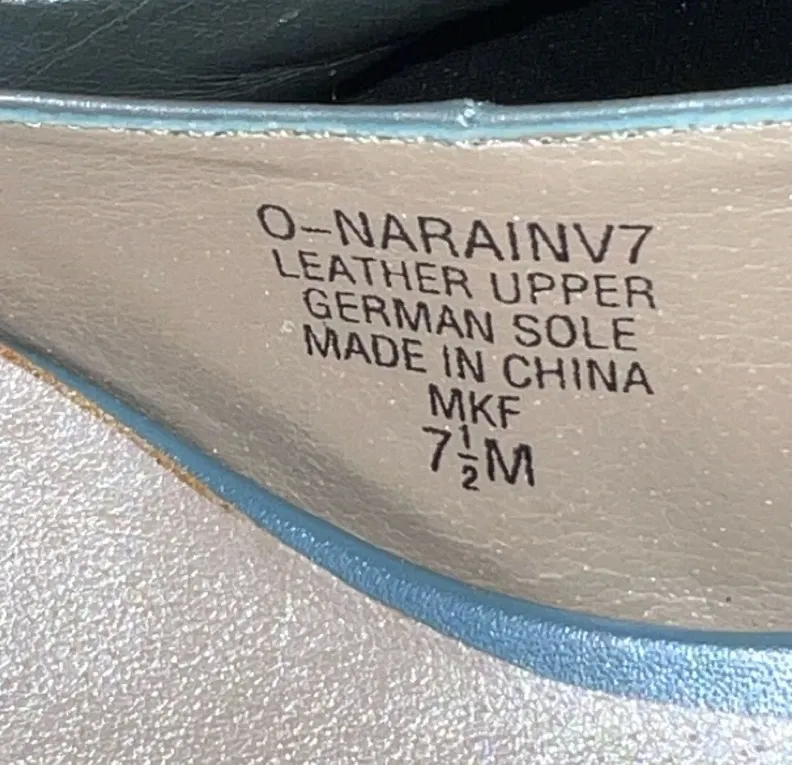 O-NARAINV7
LEATHER UPPER
GERMAN SOLE
MADE IN CHINA
MKF
7½M